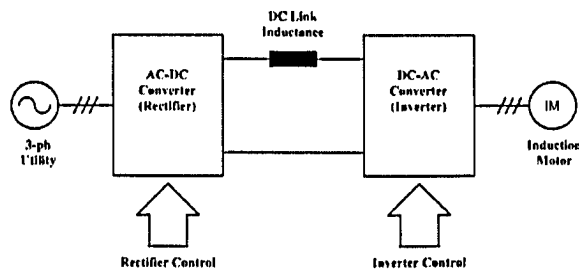 DC Link
Inductance
AC-DC
Converter
(Rectifier)
DC-AC
Converter
(Inverter)
IM
3-ph
Utility
Induction
Motor
Rectifier Control
Inverter Control